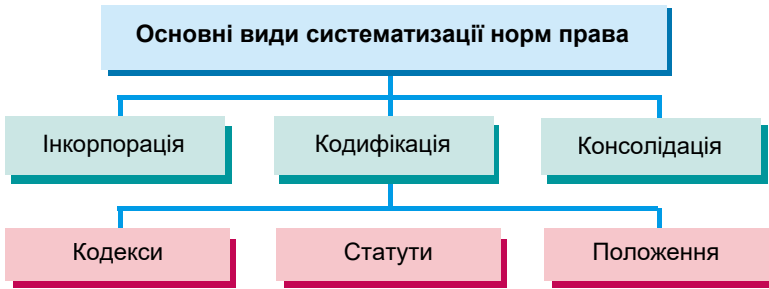 Основні види систематизації норм права
Інкорпорація
Кодифікація
Консолідація
Кодекси
Статути
Положення